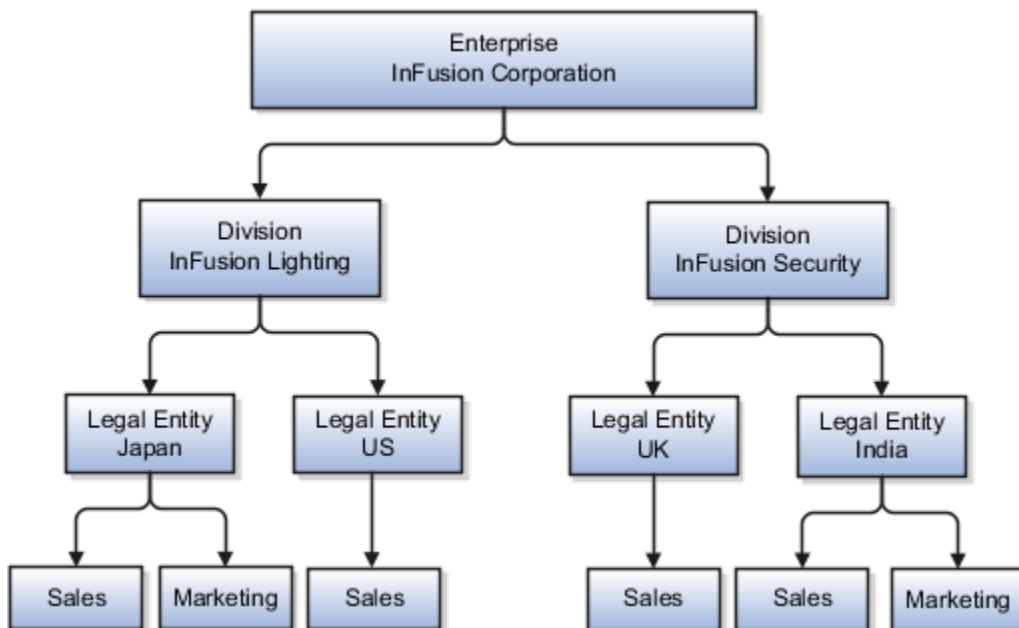 Enterprise
InFusion Corporation
Division
InFusion Lighting
Division
InFusion Security
Legal Entity
Japan
Legal Entity
US
Legal Entity
UK
Legal Entity
India
Sales
Marketing
Sales
Sales
Sales
Marketing